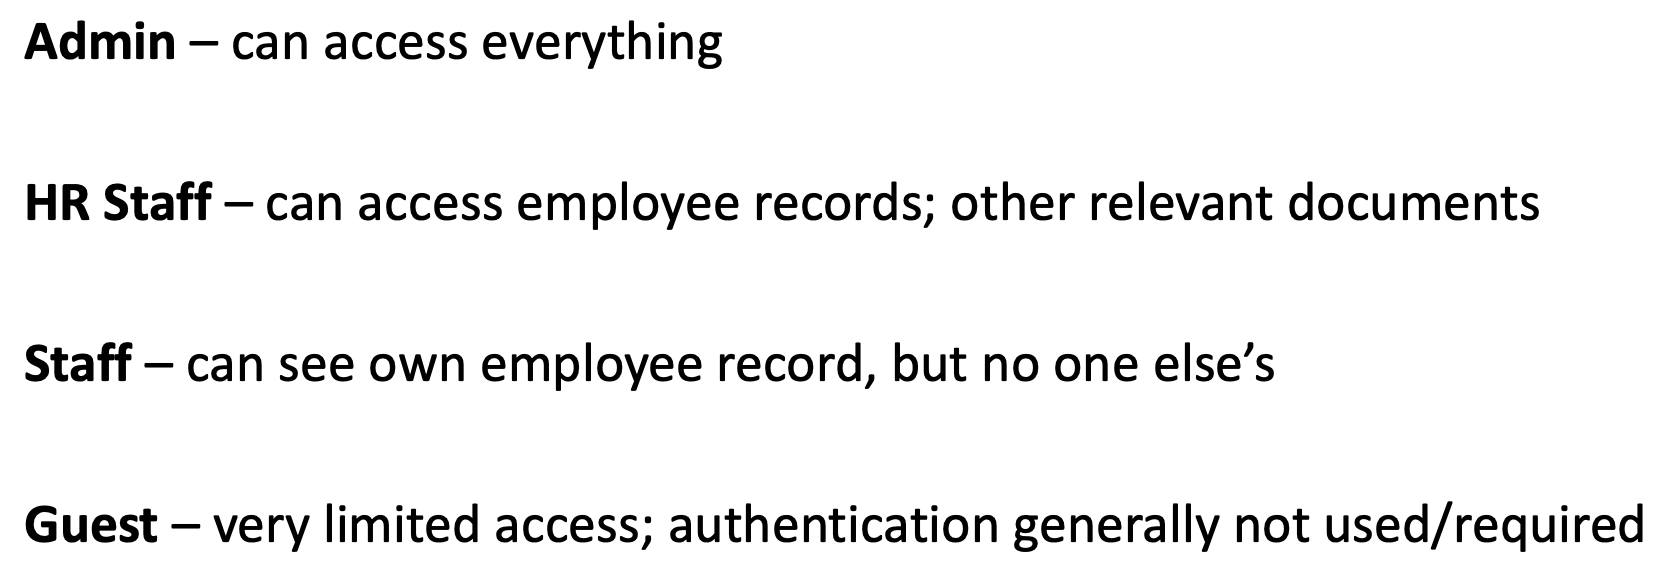 Admin – can access everything
HR Staff – can access employee records; other relevant documents
Staff – can see own employee record, but no one else’s
Guest – very limited access; authentication generally not used/required